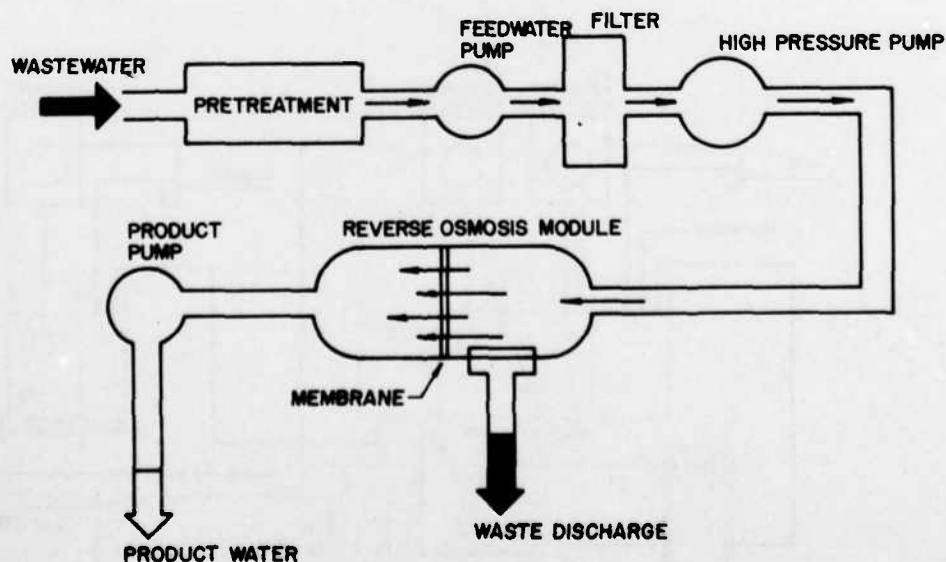 WASTEWATER
PRETREATMENT
FEEDWATER
PUMP
FILTER
HIGH PRESSURE PUMP
PRODUCT
PUMP
REVERSE OSMOSIS MODULE
MEMBRANE
WASTE DISCHARGE
PRODUCT WATER